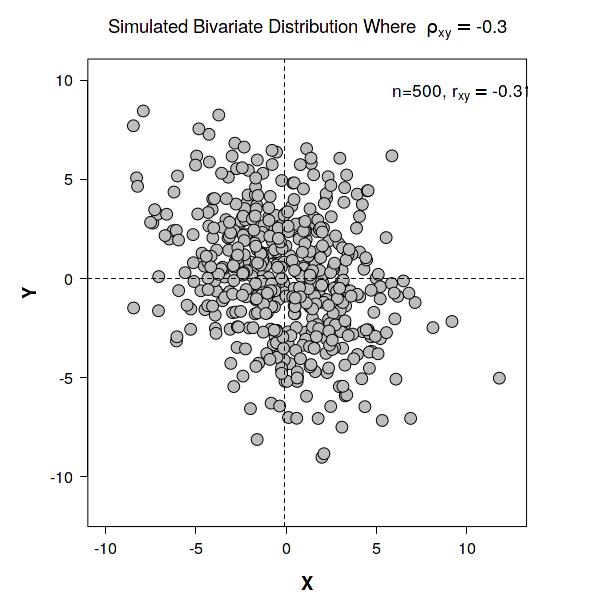 Simulated Bivariate Distribution Where ρxy = -0.3
n=500, rxy = -0.31
10
5
0
-5
-10
Y
-10 -5 0 5 10
X